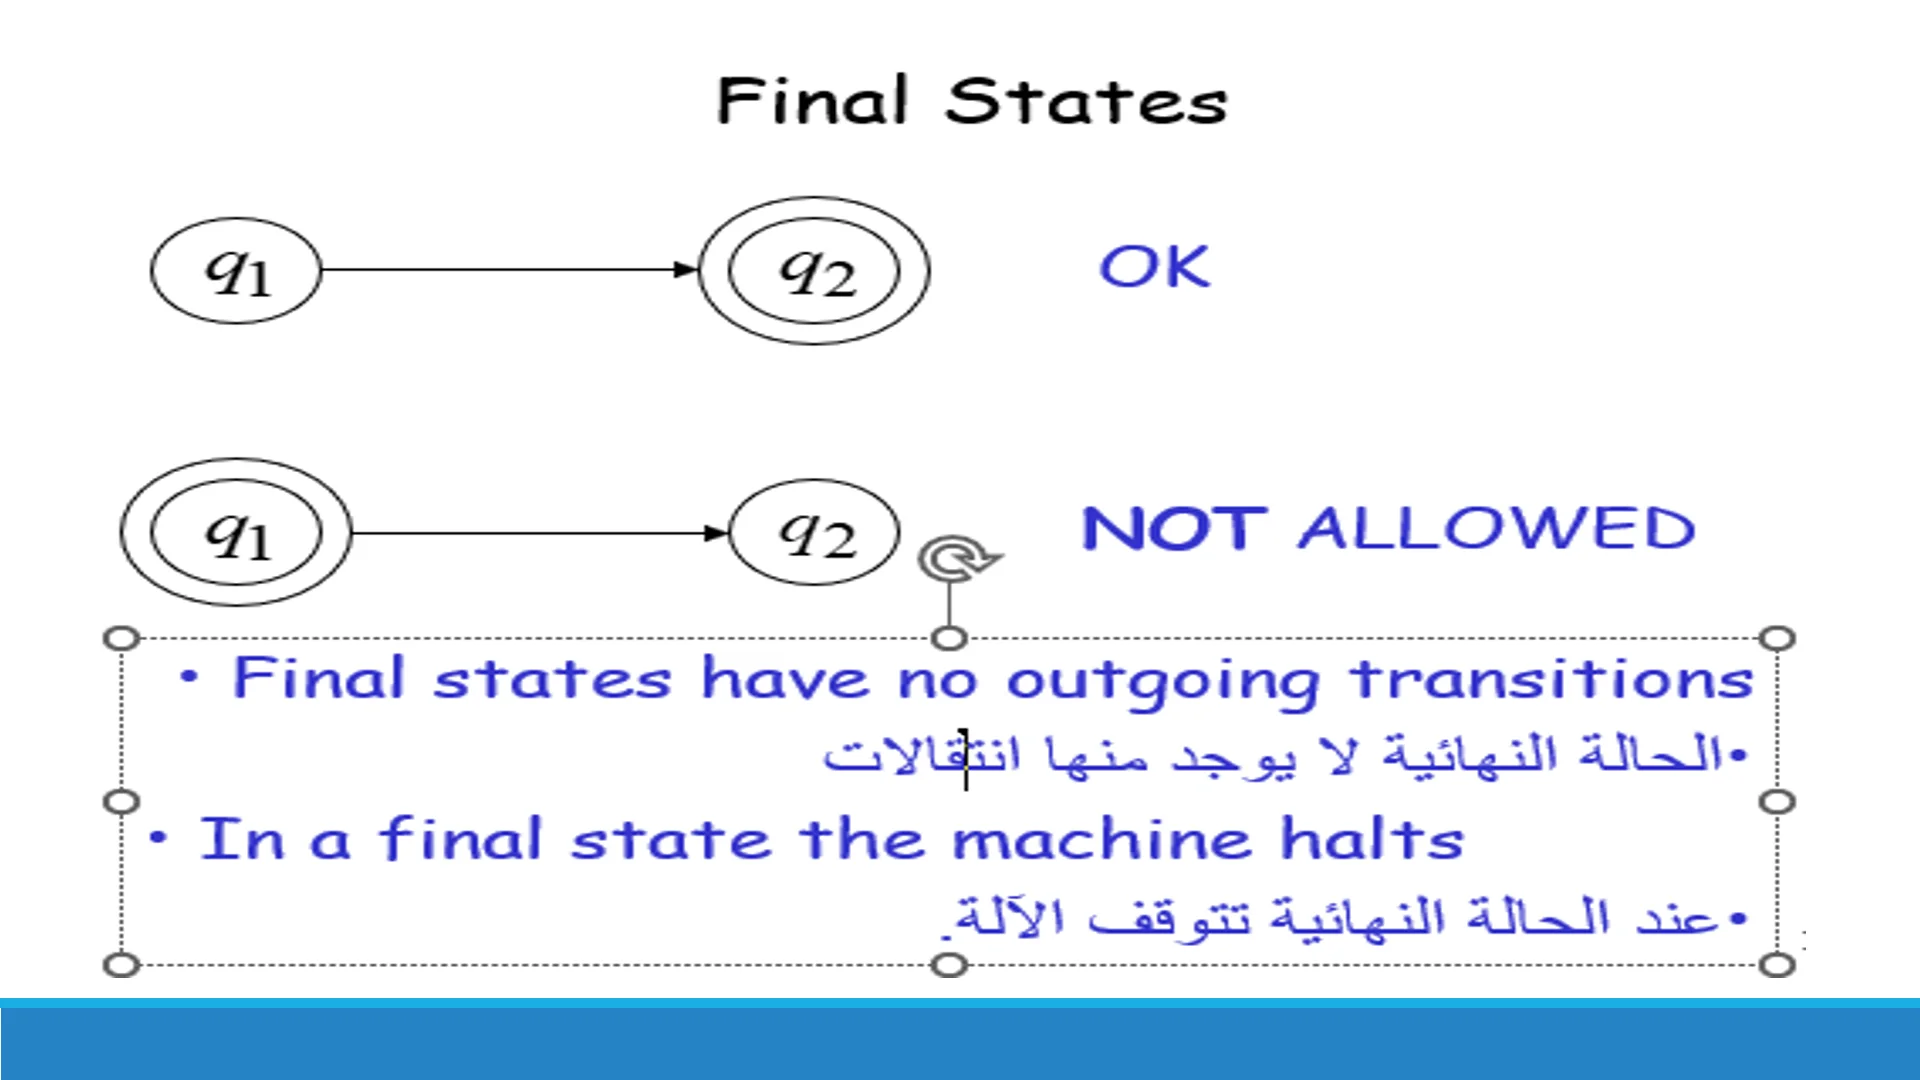 Final States
q1 q2 OK
q1 q2 NOT ALLOWED
• Final states have no outgoing transitions
•الحالة النهائية لا يوجد منها انتقالات
• In a final state the machine halts
•عند الحالة النهائية تتوقف الآلة.